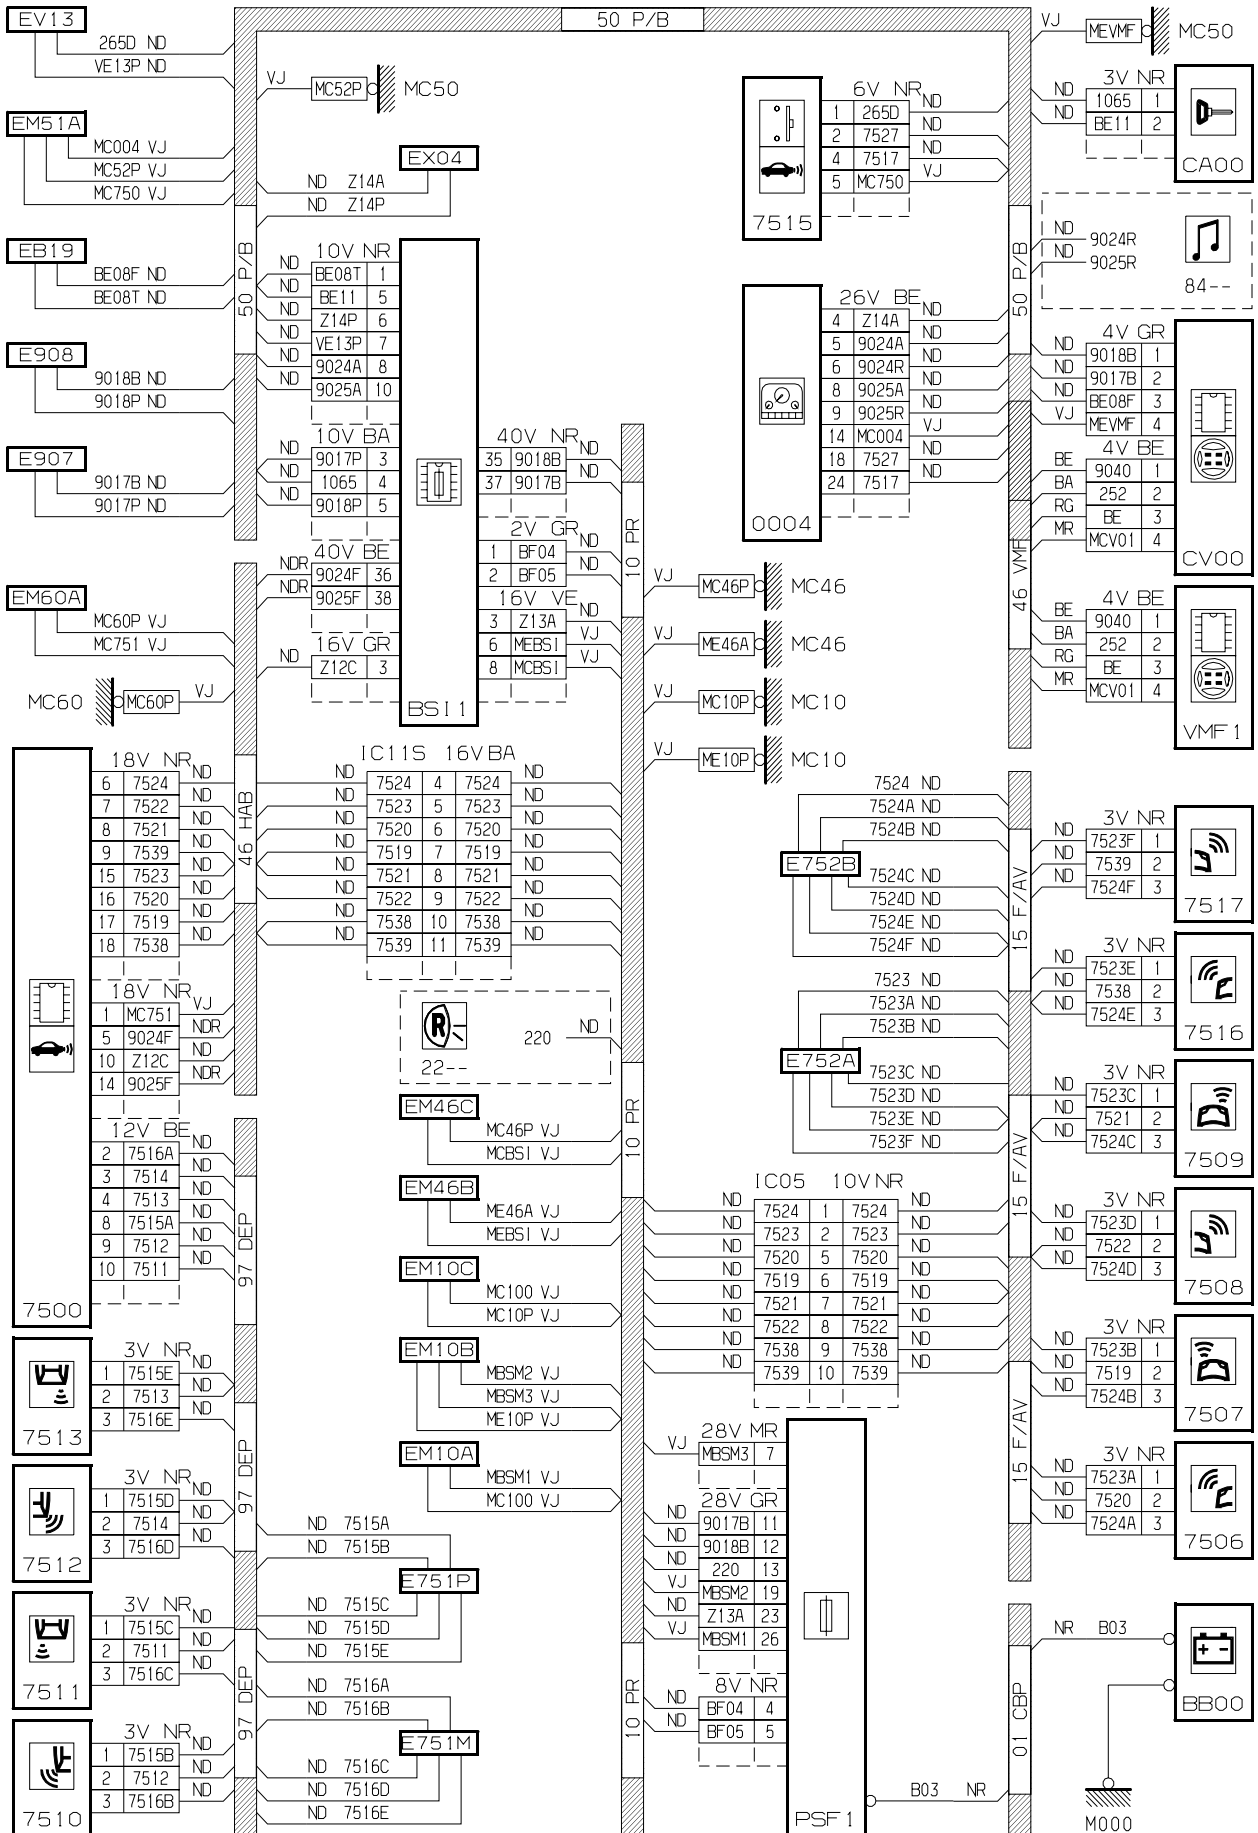 50 P/B
EV13
265D ND
VE13P ND
EM51A
MC004 VJ
MC52P VJ
MC750 VJ
EB19
BE08F ND
BE08T ND
E908
9018B ND
9018P ND
E907
9017B ND
9017P ND
EM60A
MC60P VJ
MC751 VJ
MC60 MC60P VJ
50 P/B
46 HAB
97 DEP
97 DEP
97 DEP
VJ MC52P MC50
EX04
ND Z14A
ND Z14P
10V NR
ND BE08T 1
ND BE11 5
ND Z14P 6
ND VE13P 7
ND 9024A 8
ND 9025A 10
10V BA
ND 9017P 3
ND 1065 4
ND 9018P 5
40V BE
NDR 9024F 36
NDR 9025F 38
16V GR
ND Z12C 3
BSI1
40V NR
35 9018B ND
37 9017B ND
2V GR
1 BF04 ND
2 BF05 ND
16V VE
3 Z13A ND
6 MEBSI VJ
8 MCBSI VJ
10 PR
10 PR
10 PR
VJ MC46P MC46
VJ ME46A MC46
VJ MC10P MC10
VJ ME10P MC10
6V NR
1 265D ND
2 7527 ND
4 7517 ND
5 MC750 VJ
7515
26V BE
4 Z14A ND
5 9024A ND
6 9024R ND
8 9025A ND
9 9025R ND
14 MC004 VJ
18 7527 ND
24 7517 ND
0004
50 P/B
46 VMF
VJ MEVMF MC50
3V NR
ND 1065 1
ND BE11 2
CA00
ND 9024R
ND 9025R
84--
4V GR
ND 9018B 1
ND 9017B 2
ND BE08F 3
VJ MEVMF 4
4V BE
BE 9040 1
BA 252 2
RG BE 3
MR MCV01 4
CV00
4V BE
BE 9040 1
BA 252 2
RG BE 3
MR MCV01 4
VMF1
18V NR
6 7524 ND
7 7522 ND
8 7521 ND
9 7539 ND
15 7523 ND
16 7520 ND
17 7519 ND
18 7538 ND
18V NR
1 MC751 VJ
5 9024F NDR
10 Z12C ND
14 9025F NDR
12V BE
2 7516A ND
3 7514 ND
4 7513 ND
8 7515A ND
9 7512 ND
10 7511 ND
7500
IC11S 16V BA
ND 7524 4 7524 ND
ND 7523 5 7523 ND
ND 7520 6 7520 ND
ND 7519 7 7519 ND
ND 7521 8 7521 ND
ND 7522 9 7522 ND
ND 7538 10 7538 ND
ND 7539 11 7539 ND
R
220 ND
22--
EM46C
MC46P VJ
MCBSI VJ
EM46B
ME46A VJ
MEBSI VJ
EM10C
MC100 VJ
MC10P VJ
EM10B
MBSM2 VJ
MBSM3 VJ
ME10P VJ
EM10A
MBSM1 VJ
MC100 VJ
3V NR
1 7515E ND
2 7513 ND
3 7516E ND
7513
3V NR
1 7515D ND
2 7514 ND
3 7516D ND
7512
3V NR
1 7515C ND
2 7511 ND
3 7516C ND
7511
3V NR
1 7515B ND
2 7512 ND
3 7516B ND
7510
ND 7515A
ND 7515B
E751P
ND 7515C
ND 7515D
ND 7515E
ND 7516A
ND 7516B
E751M
ND 7516C
ND 7516D
ND 7516E
7524 ND
7524A ND
7524B ND
E752B
7524C ND
7524D ND
7524E ND
7524F ND
7523 ND
7523A ND
7523B ND
E752A
7523C ND
7523D ND
7523E ND
7523F ND
IC05 10V NR
ND 7524 1 7524 ND
ND 7523 2 7523 ND
ND 7520 5 7520 ND
ND 7519 6 7519 ND
ND 7521 7 7521 ND
ND 7522 8 7522 ND
ND 7538 9 7538 ND
ND 7539 10 7539 ND
28V MR
VJ MBSM3 7
28V GR
ND 9017B 11
ND 9018B 12
ND 220 13
VJ MBSM2 19
ND Z13A 23
VJ MBSM1 26
8V NR
ND BF04 4
ND BF05 5
PSF1
B03 NR
15 F/AV
15 F/AV
15 F/AV
01 CBP
3V NR
ND 7523F 1
ND 7539 2
ND 7524F 3
7517
3V NR
ND 7523E 1
ND 7538 2
ND 7524E 3
7516
3V NR
ND 7523C 1
ND 7521 2
ND 7524C 3
7509
3V NR
ND 7523D 1
ND 7522 2
ND 7524D 3
7508
3V NR
ND 7523B 1
ND 7519 2
ND 7524B 3
7507
3V NR
ND 7523A 1
ND 7520 2
ND 7524A 3
7506
NR B03
+ -
BB00
M000